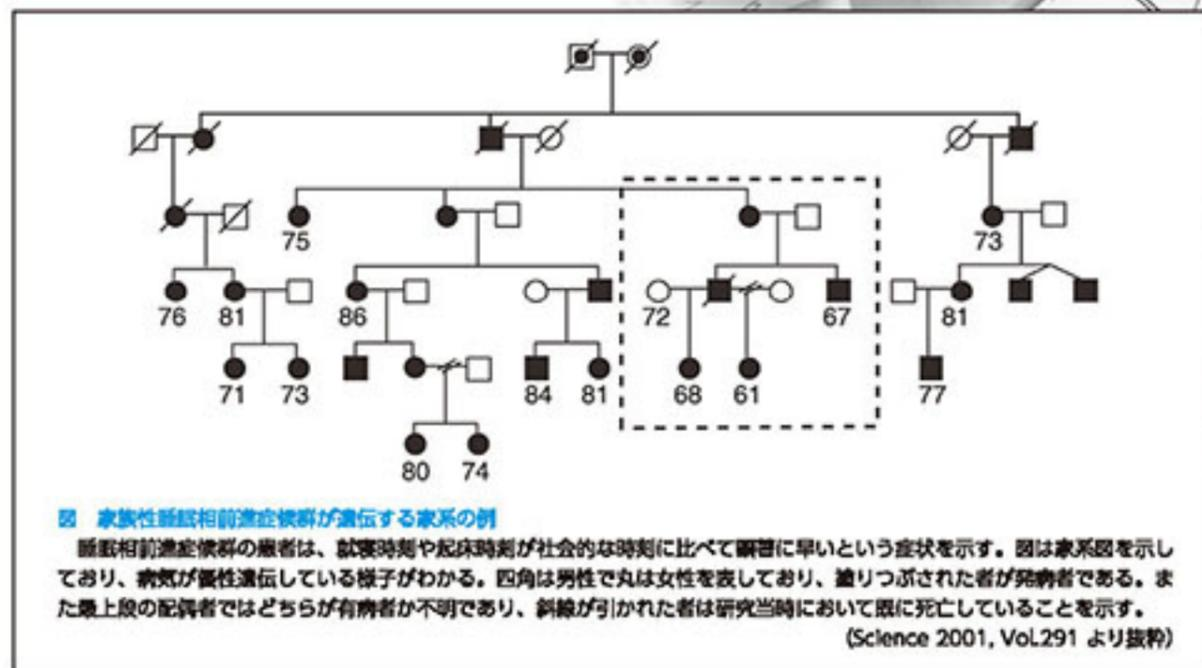 75
73
76 81 86 72 67 81
71 73 84 81 68 61 77
80 74
図 家族性睡眠相前進症候群が遺伝する家系の例
睡眠相前進症候群の患者は、就寝時刻や起床時刻が社会的な時刻に比べて顕著に早いという症状を示す。図は家系図を示し
ており、病気が優性遺伝している様子がわかる。四角は男性で丸は女性を表しており、塗りつぶされた者が発病者である。ま
た最上段の配偶者ではどちらが有病者か不明であり、斜線が引かれた者は研究当時において既に死亡していることを示す。
(Science 2001, Vol.291 より抜粋)